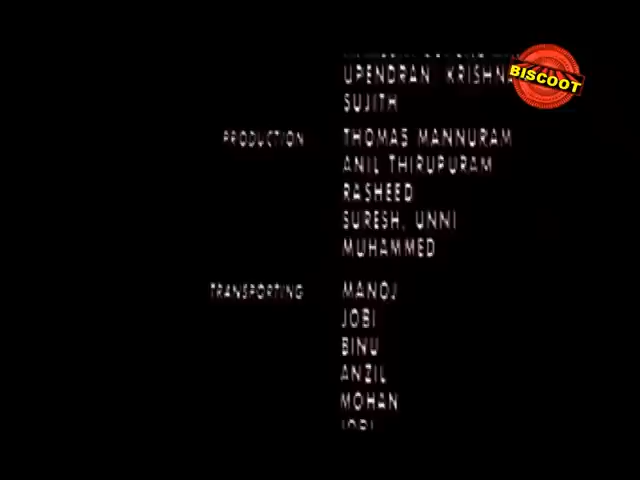 UPENDRAN KRISHNA
BISCOOT
SUJITH
PRODUCTION THOMAS MANNURAM
ANIL THIRUPURAM
RASHEED
SURESH, UNNI
MUHAMMED
TRANSPORTING MANOJ
JOBI
BINU
ANZIL
MOHAN